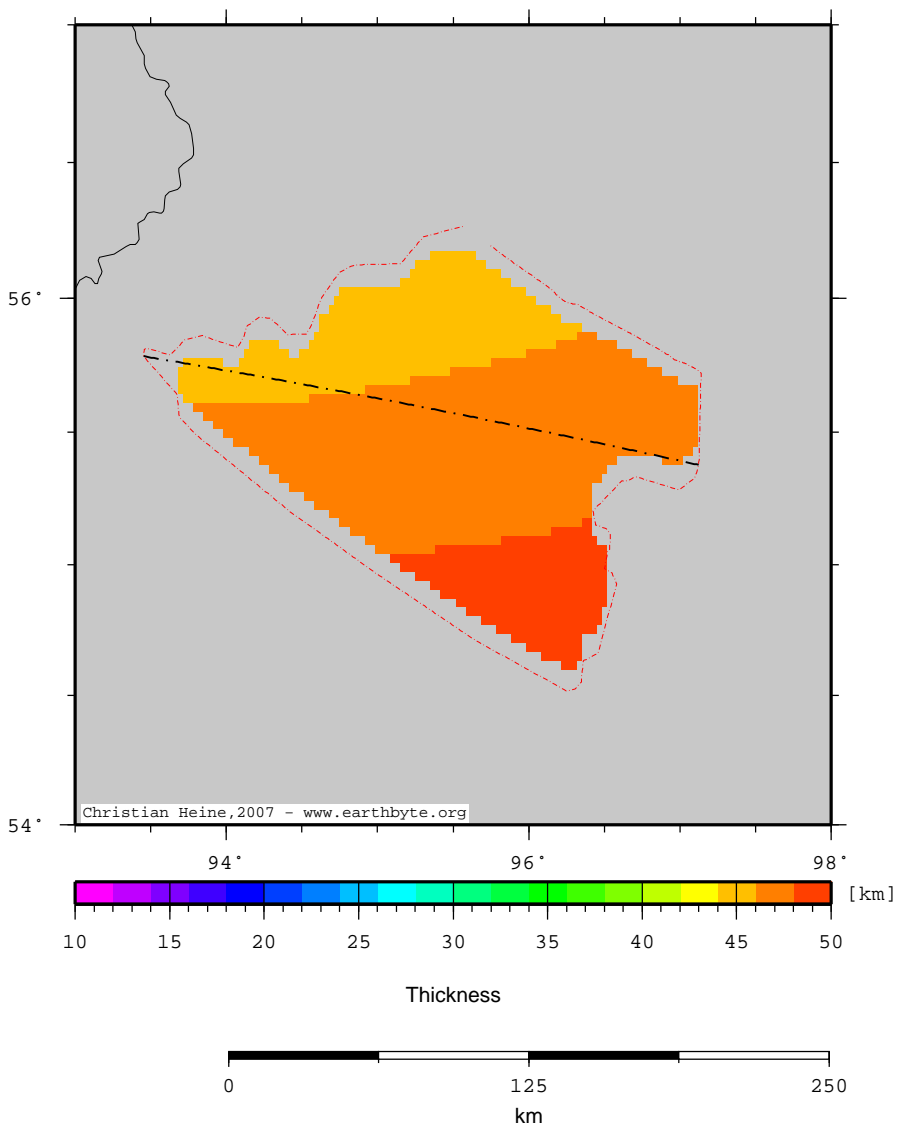 56°
54°
Christian Heine,2007 - www.earthbyte.org
94° 96° 98°
[km]
10 15 20 25 30 35 40 45 50
Thickness
0 125 250
km